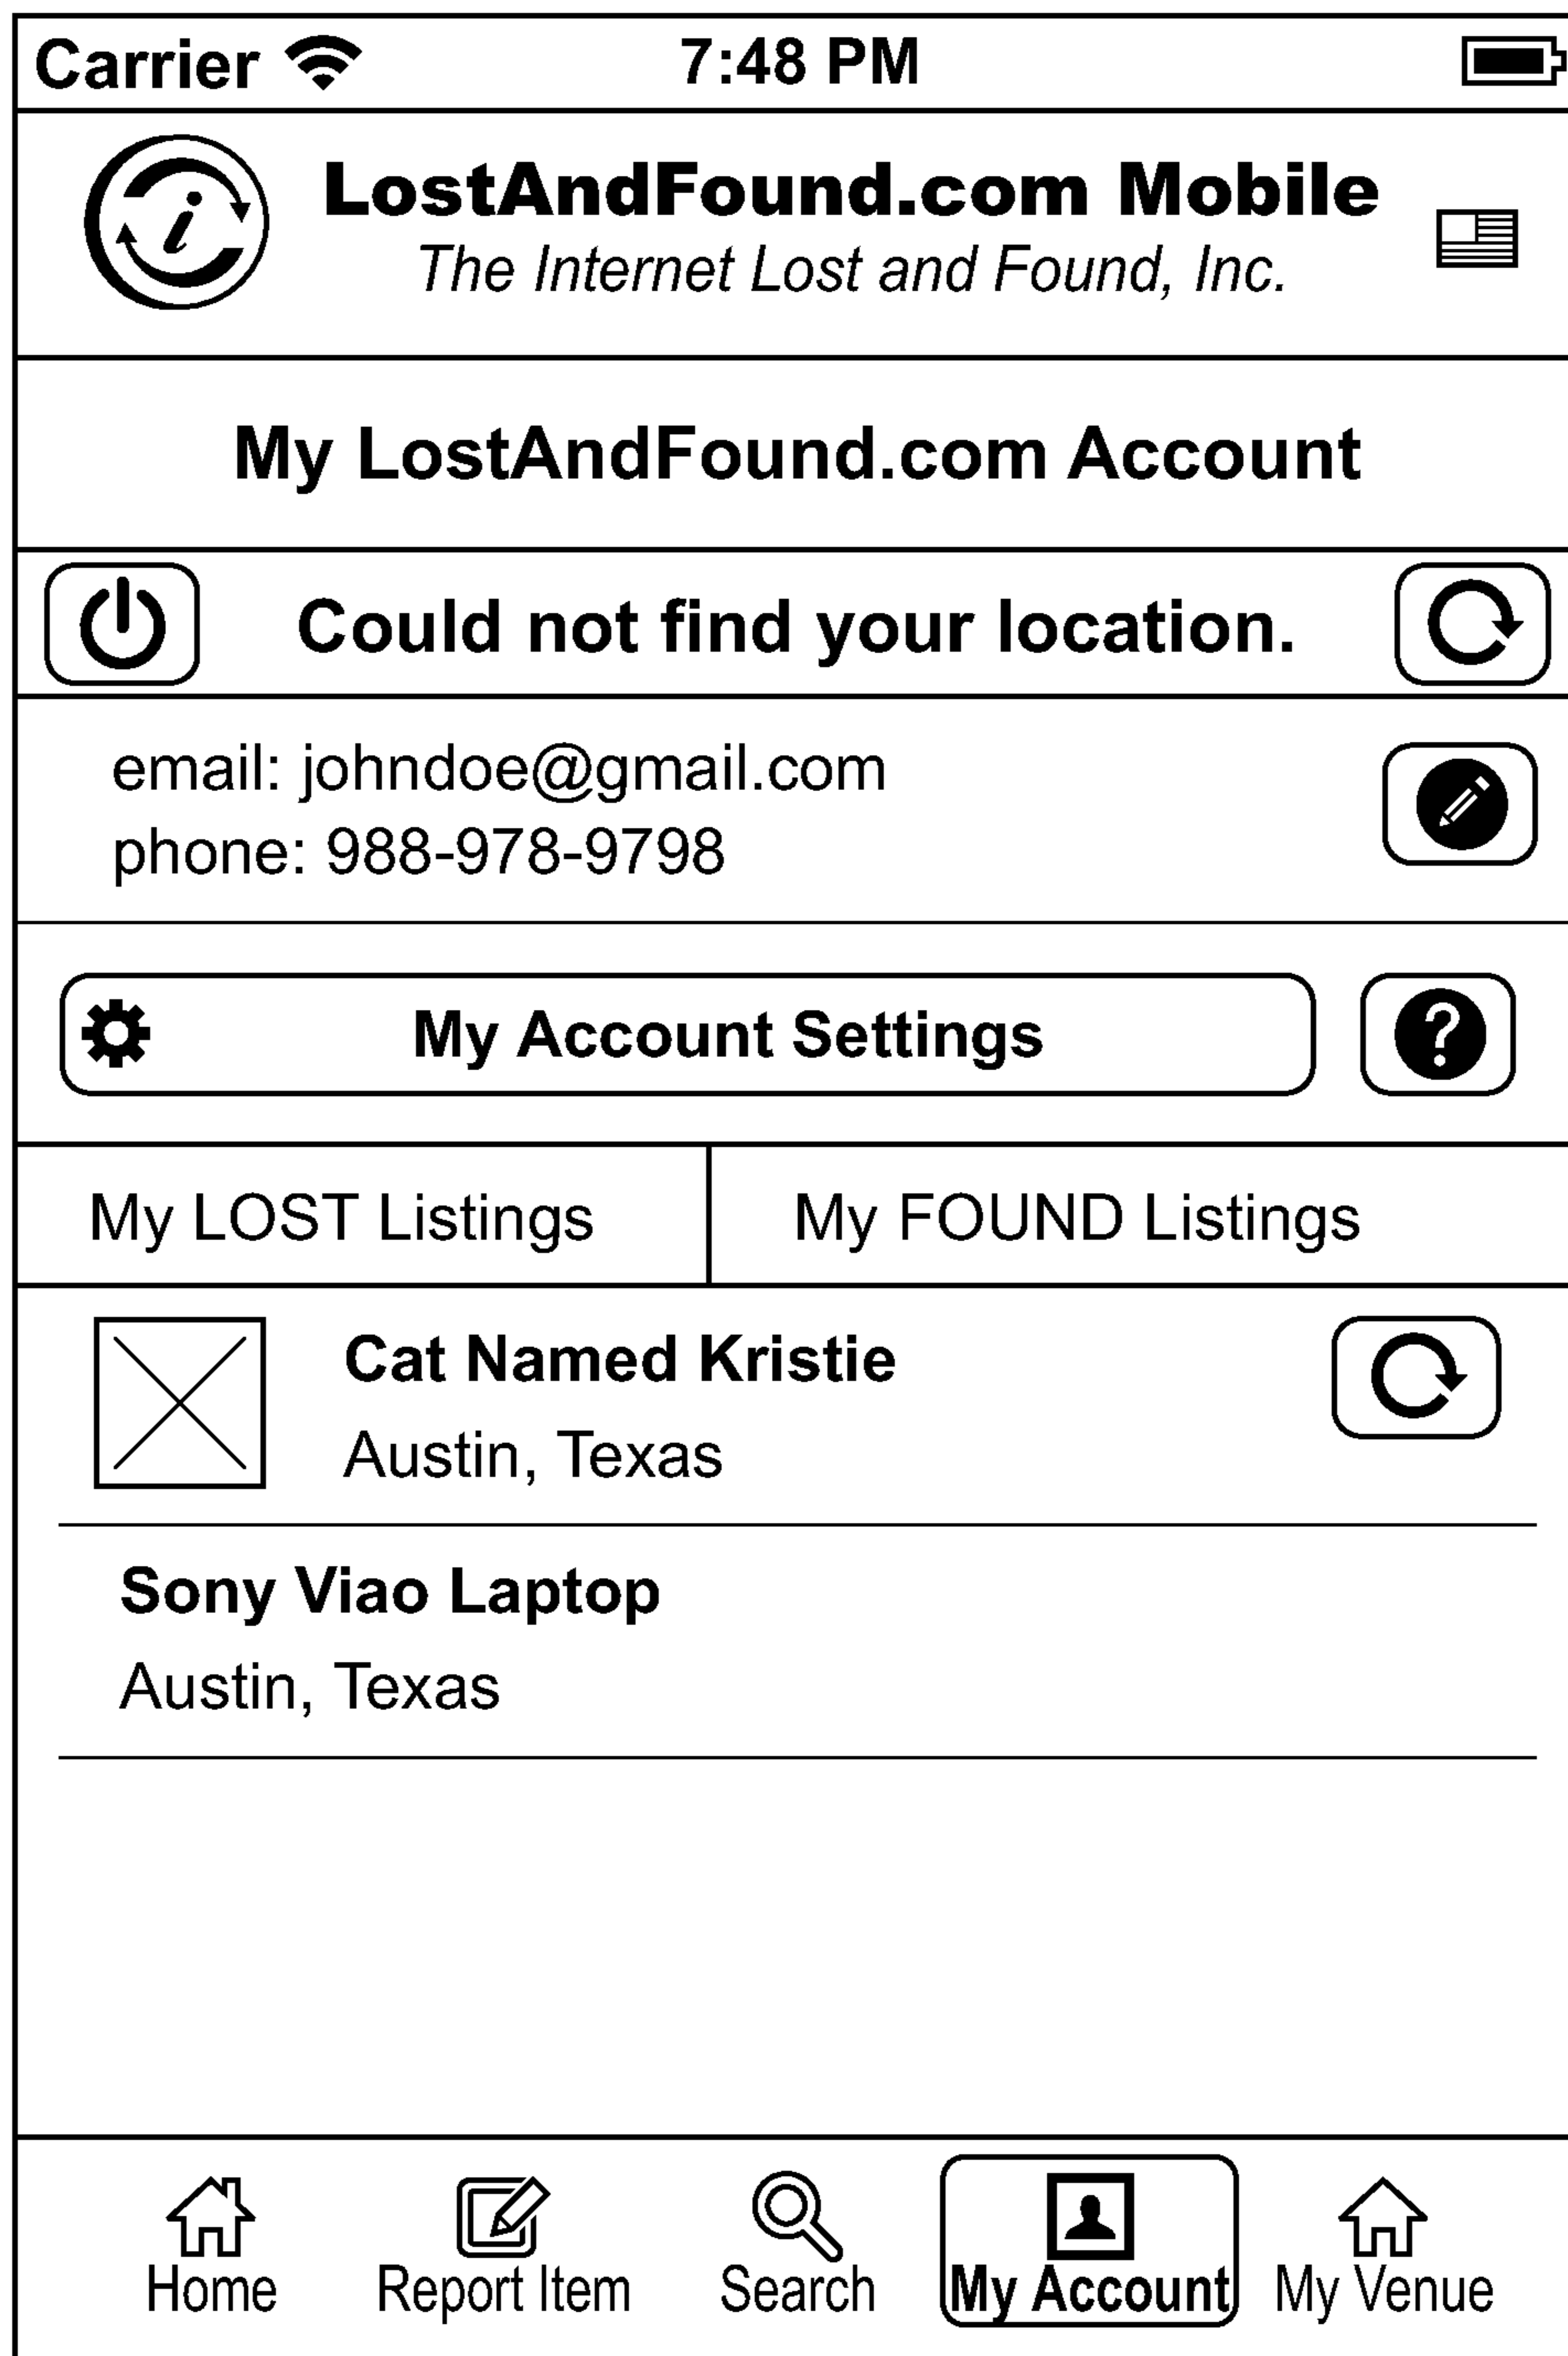 Carrier 7:48 PM
i
LostAndFound.com Mobile
The Internet Lost and Found, Inc.
My LostAndFound.com Account
Could not find your location.
email: johndoe@gmail.com
phone: 988-978-9798
My Account Settings ?
My LOST Listings My FOUND Listings
Cat Named Kristie
Austin, Texas
Sony Viao Laptop
Austin, Texas
Home Report Item Search My Account My Venue